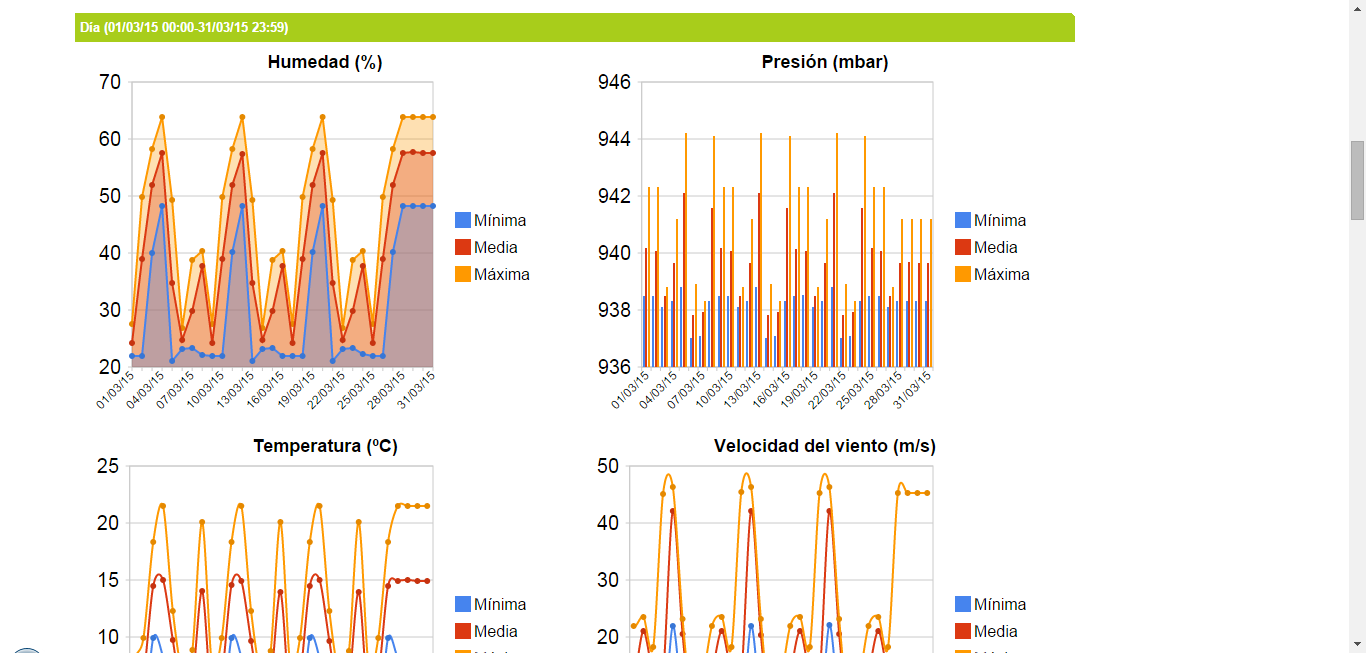 Día (01/03/15 00:00-31/03/15 23:59)
Humedad (%)
70
60
50
40
30
20
01/03/15
04/03/15
07/03/15
10/03/15
13/03/15
16/03/15
19/03/15
22/03/15
25/03/15
28/03/15
31/03/15
Mínima
Media
Máxima
Presión (mbar)
946
944
942
940
938
936
01/03/15
04/03/15
07/03/15
10/03/15
13/03/15
16/03/15
19/03/15
22/03/15
25/03/15
28/03/15
31/03/15
Mínima
Media
Máxima
Temperatura (ºC)
25
20
15
10
Mínima
Media
Velocidad del viento (m/s)
50
40
30
20
Mínima
Media